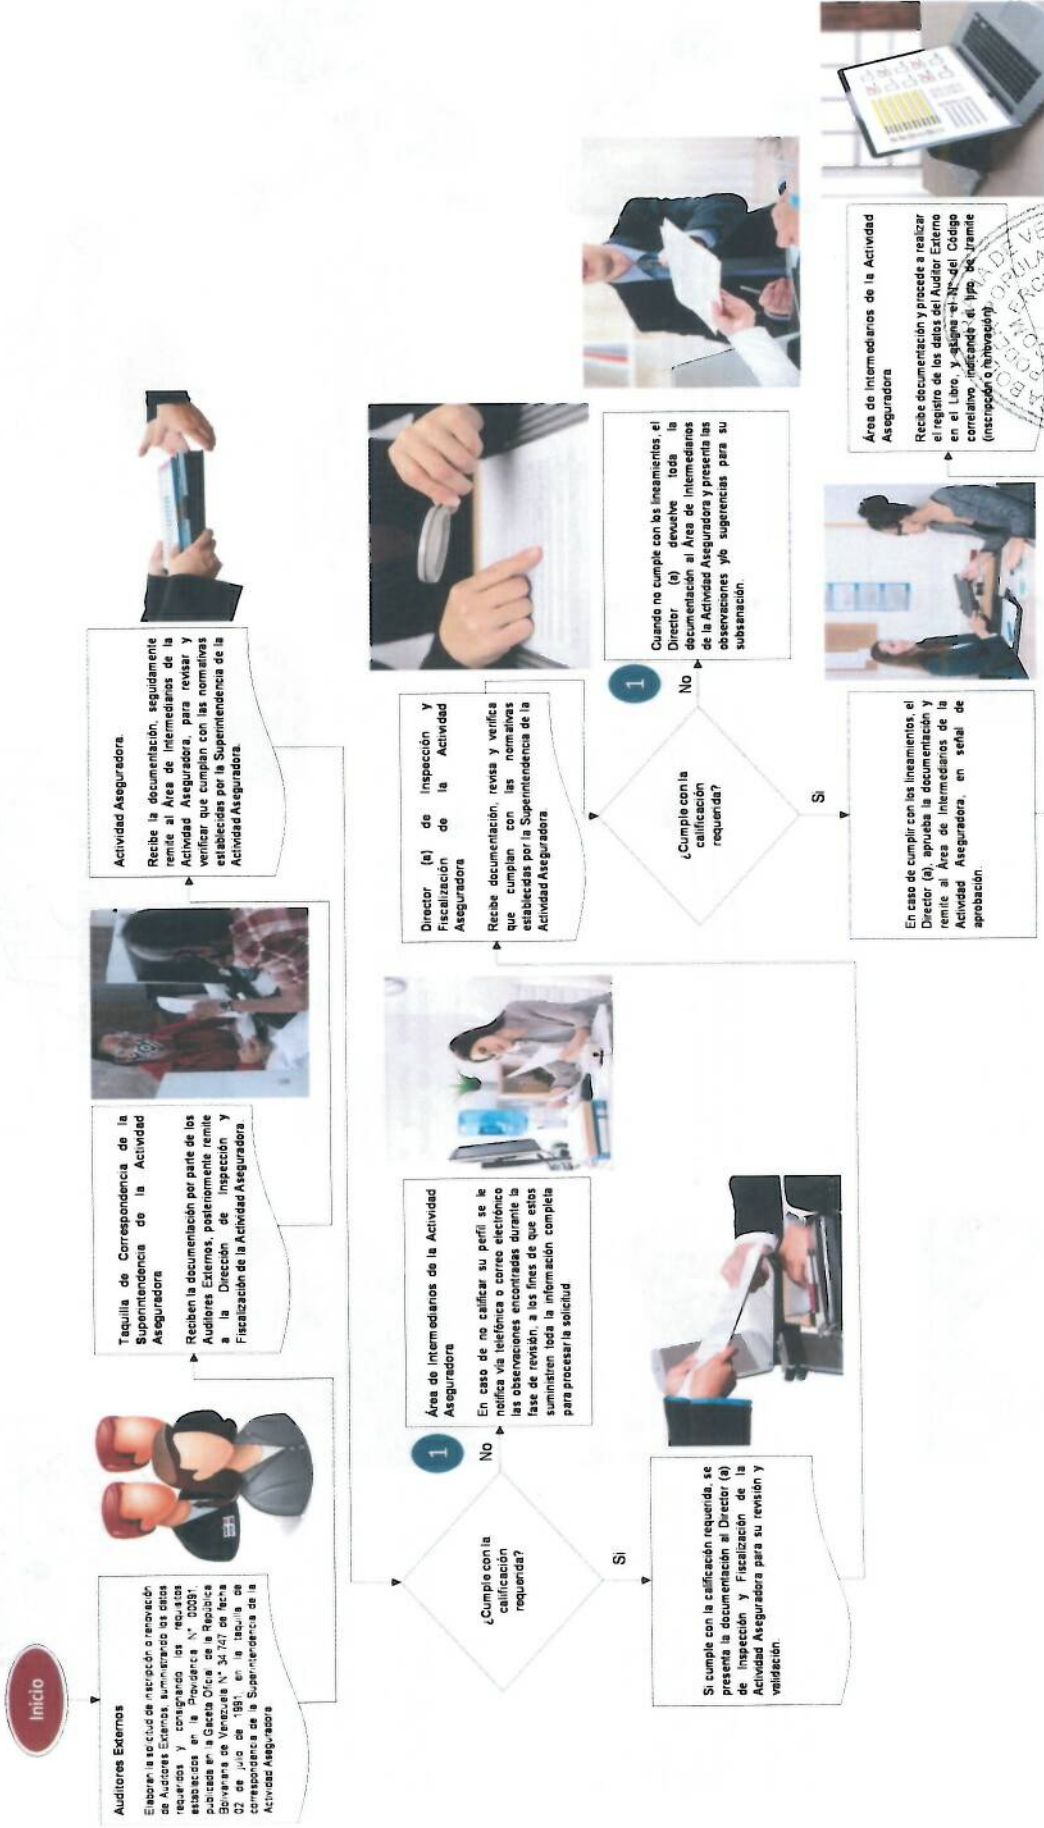 Inicio
Auditores Externos
Elaboran la solicitud de inscripción o renovación
de Auditores Externos, suministrando los datos
requeridos y consignando los requisitos
establecidos en la Providencia N° 00091,
publicada en la Gaceta Oficial de la República
Bolivariana de Venezuela N° 34.747 de fecha
02 de julio de 1991, en la taquilla de
correspondencia de la Superintendencia de la
Actividad Aseguradora
Taquilla de Correspondencia de la
Superintendencia de la Actividad
Aseguradora
Reciben la documentación por parte de los
Auditores Externos, posteriormente remite
a la Dirección de Inspección y
Fiscalización de la Actividad Aseguradora.
Actividad Aseguradora.
Recibe la documentación, seguidamente
remite al Área de Intermediarios de la
Actividad Aseguradora, para revisar y
verificar que cumplan con las normativas
establecidas por la Superintendencia de la
Actividad Aseguradora.
¿Cumple con la
calificación
requerida?
No
1
Área de Intermediarios de la Actividad
Aseguradora
En caso de no calificar su perfil se le
notifica vía telefónica o correo electrónico
las observaciones encontradas durante la
fase de revisión, a los fines de que estos
suministren toda la información completa
para procesar la solicitud
Si
Si cumple con la calificación requerida, se
presenta la documentación al Director (a)
de Inspección y Fiscalización de la
Actividad Aseguradora para su revisión y
validación.
Director (a) de Inspección y
Fiscalización de la Actividad
Aseguradora
Recibe documentación, revisa y verifica
que cumplan con las normativas
establecidas por la Superintendencia de la
Actividad Aseguradora
¿Cumple con la
calificación
requerida?
No
1
Cuando no cumple con los lineamientos, el
Director (a) devuelve toda la
documentación al Área de Intermediarios
de la Actividad Aseguradora y presenta las
observaciones y/o sugerencias para su
subsanación.
Si
En caso de cumplir con los lineamientos, el
Director (a), aprueba la documentación y
remite al Área de Intermediarios de la
Actividad Aseguradora, en señal de
aprobación.
Área de Intermediarios de la Actividad
Aseguradora
Recibe documentación y procede a realizar
el registro de los datos del Auditor Externo
en el Libro, y asigna el N° del Código
correlativo, indicando el tipo de tramite
(inscripción o renovación)